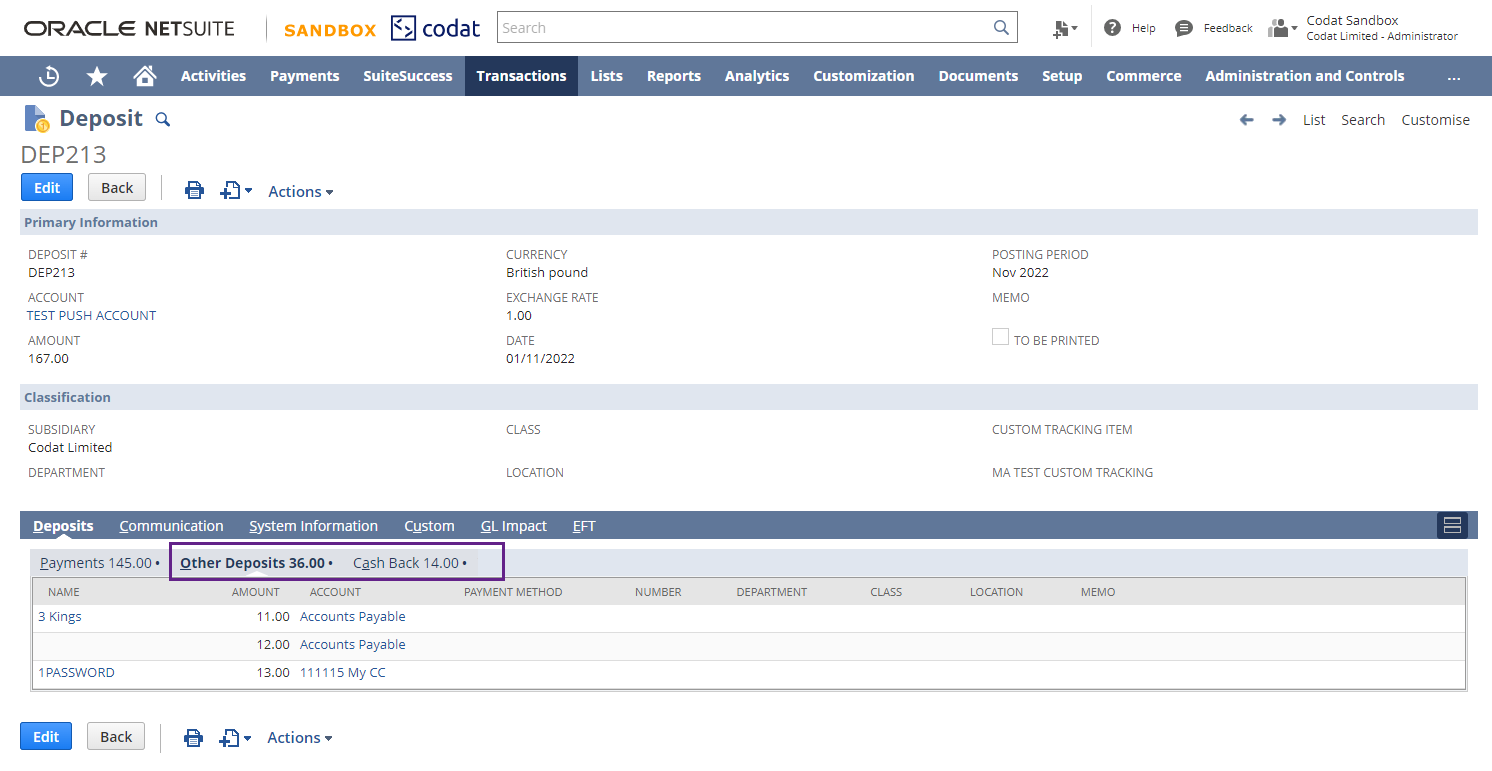 ORACLE NETSUITE SANDBOX codat Search Help Feedback Codat Sandbox
Codat Limited - Administrator
Activities Payments SuiteSuccess Transactions Lists Reports Analytics Customization Documents Setup Commerce Administration and Controls ...
Deposit List Search Customise
DEP213
Edit Back Actions
Primary Information
DEPOSIT # CURRENCY POSTING PERIOD
DEP213 British pound Nov 2022
ACCOUNT EXCHANGE RATE MEMO
TEST PUSH ACCOUNT 1.00
AMOUNT DATE TO BE PRINTED
167.00 01/11/2022
Classification
SUBSIDIARY CLASS CUSTOM TRACKING ITEM
Codat Limited
DEPARTMENT LOCATION MA TEST CUSTOM TRACKING
Deposits Communication System Information Custom GL Impact EFT
Payments 145.00 • Other Deposits 36.00 • Cash Back 14.00 •
NAME AMOUNT ACCOUNT PAYMENT METHOD NUMBER DEPARTMENT CLASS LOCATION MEMO
3 Kings 11.00 Accounts Payable
12.00 Accounts Payable
1PASSWORD 13.00 111115 My CC
Edit Back Actions